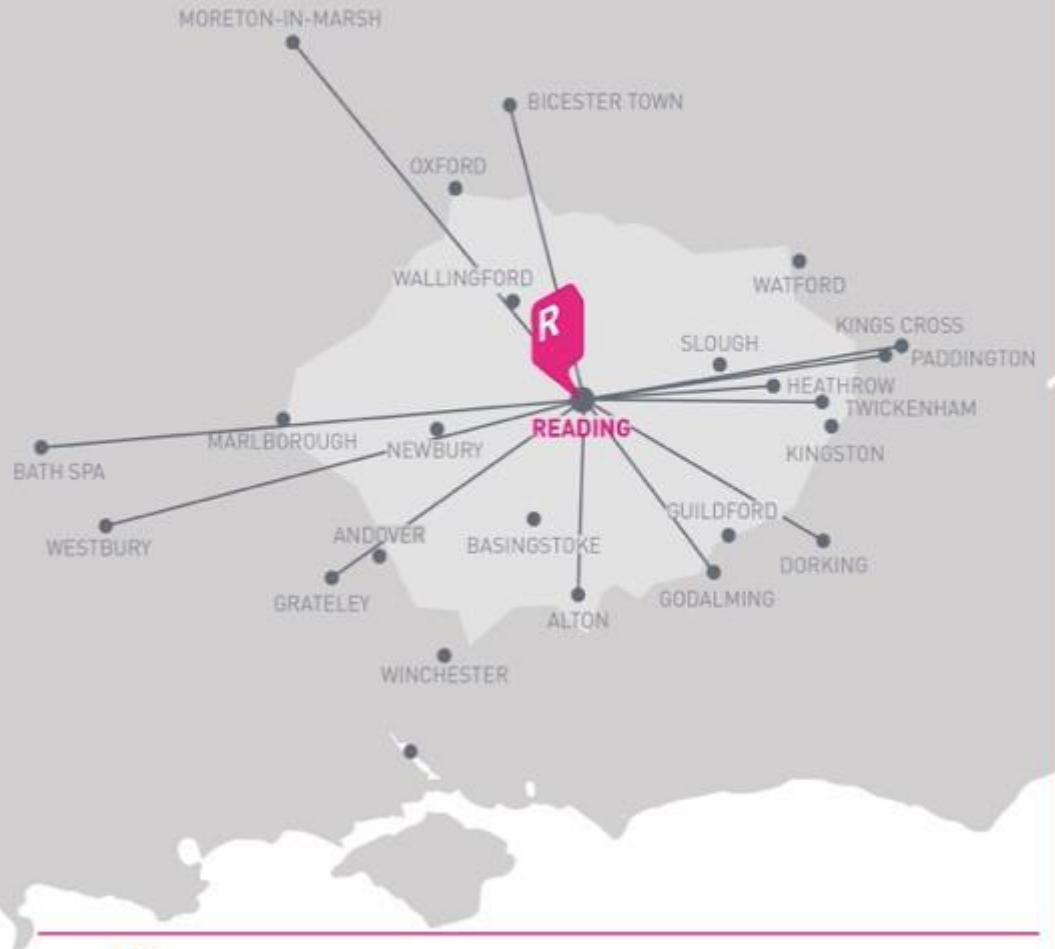 MORETON-IN-MARSH
BICESTER TOWN
OXFORD
WALLINGFORD
WATFORD
R
KINGS CROSS
SLOUGH
PADDINGTON
HEATHROW
TWICKENHAM
READING
MARLBOROUGH
NEWBURY
KINGSTON
BATH SPA
GUILDFORD
ANDOVER
BASINGSTOKE
WESTBURY
DORKING
GRATELEY
GODALMING
ALTON
WINCHESTER